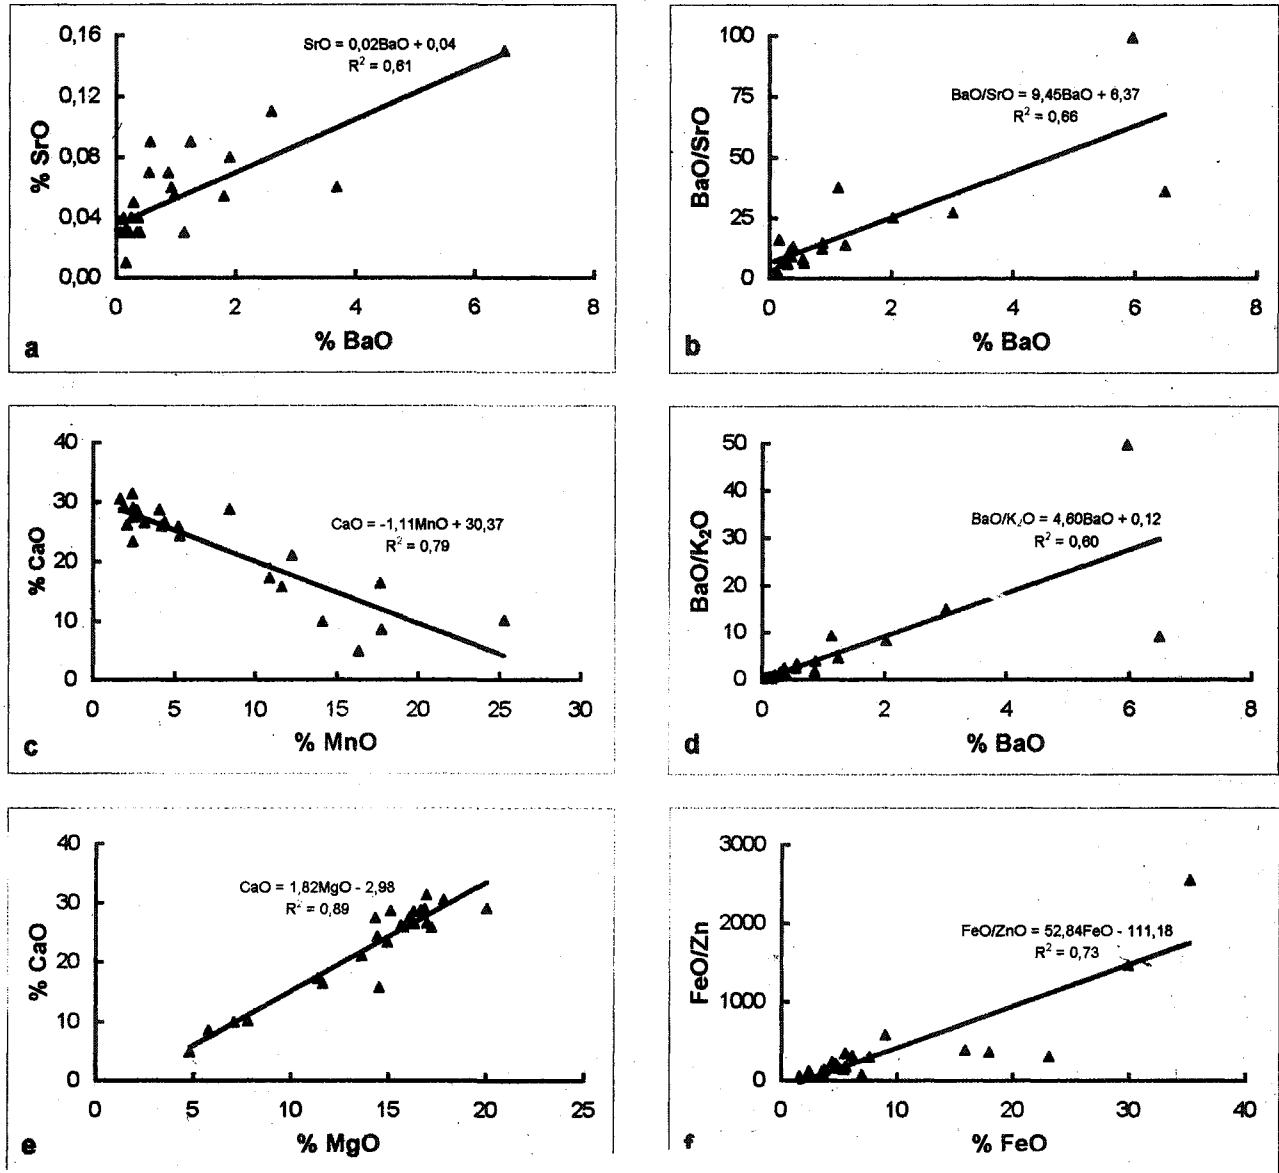 0,16
SrO = 0,02BaO + 0,04
R² = 0,61
0,12
% SrO
0,08
0,04
0,00
0 2 4 6 8
% BaO
a
100
BaO/SrO = 9,45BaO + 6,37
R² = 0,66
75
BaO/SrO
50
25
0
0 2 4 6 8
% BaO
b
40
CaO = -1,11MnO + 30,37
R² = 0,79
30
% CaO
20
10
0
0 5 10 15 20 25 30
% MnO
c
50
BaO/K₂O = 4,60BaO + 0,12
R² = 0,60
40
BaO/K₂O
30
20
10
0
0 2 4 6 8
% BaO
d
40
CaO = 1,82MgO - 2,98
R² = 0,89
30
% CaO
20
10
0
0 5 10 15 20 25
% MgO
e
3000
FeO/ZnO = 52,84FeO - 111,18
R² = 0,73
2000
FeO/Zn
1000
0
0 10 20 30 40
% FeO
f